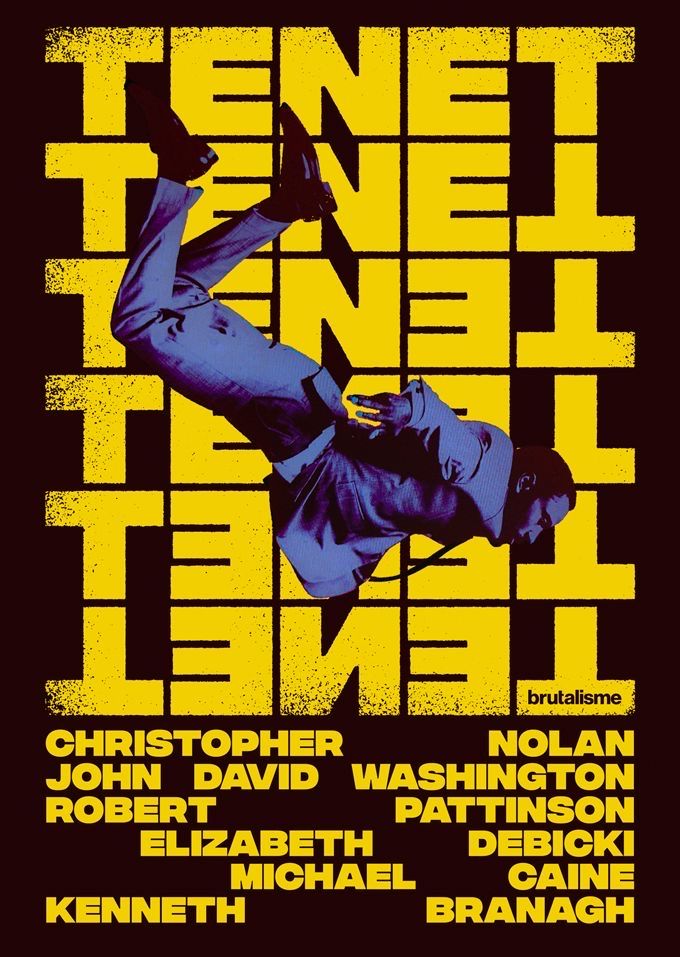 TENET
TENET
TENET
TENET
TENET
TENET
brutalisme
CHRISTOPHER NOLAN
JOHN DAVID WASHINGTON
ROBERT PATTINSON
ELIZABETH DEBICKI
MICHAEL CAINE
KENNETH BRANAGH